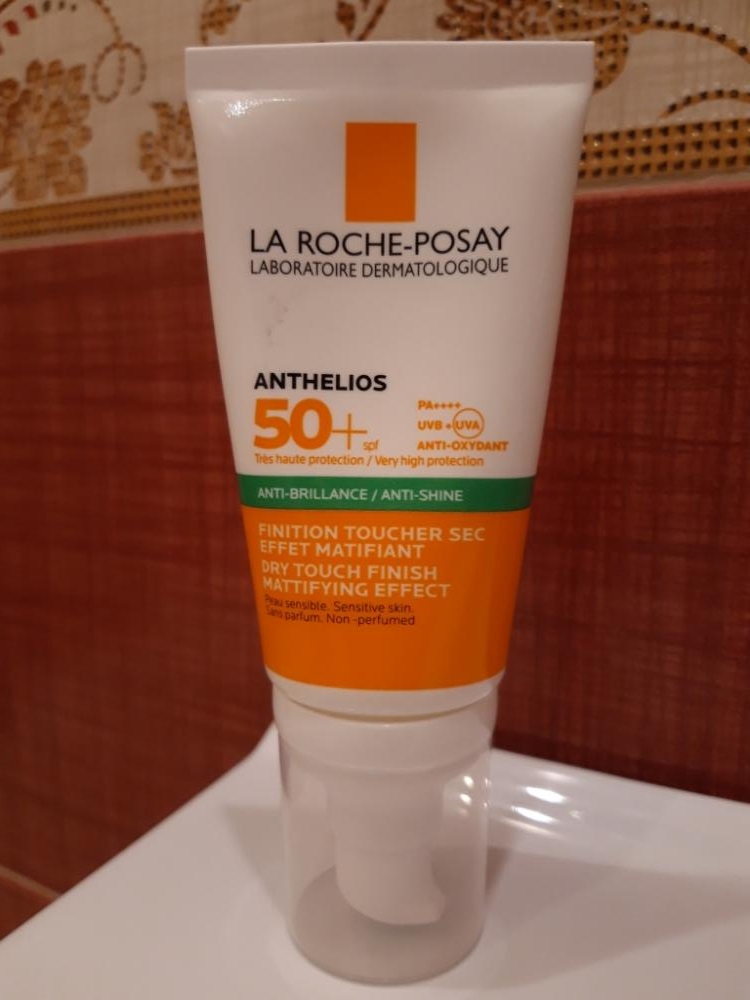 LA ROCHE-POSAY
LABORATOIRE DERMATOLOGIQUE
ANTHELIOS
50+ spf
PA++++
UVB + UVA
ANTI-OXYDANT
Très haute protection / Very high protection
ANTI-BRILLANCE / ANTI-SHINE
FINITION TOUCHER SEC
EFFET MATIFIANT
DRY TOUCH FINISH
MATTIFYING EFFECT
Peau sensible. Sensitive skin.
Sans parfum. Non -perfumed